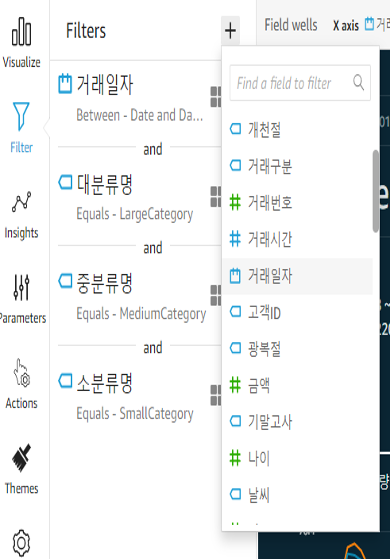 Visualize
Filter
Insights
Parameters
Actions
Themes
Filters
+
거래일자
Between - Date and Da...
and
대분류명
Equals - LargeCategory
and
중분류명
Equals - MediumCategory
and
소분류명
Equals - SmallCategory
Field wells X axis
Find a field to filter
개천절
거래구분
거래번호
거래시간
거래일자
고객ID
광복절
금액
기말고사
나이
날씨